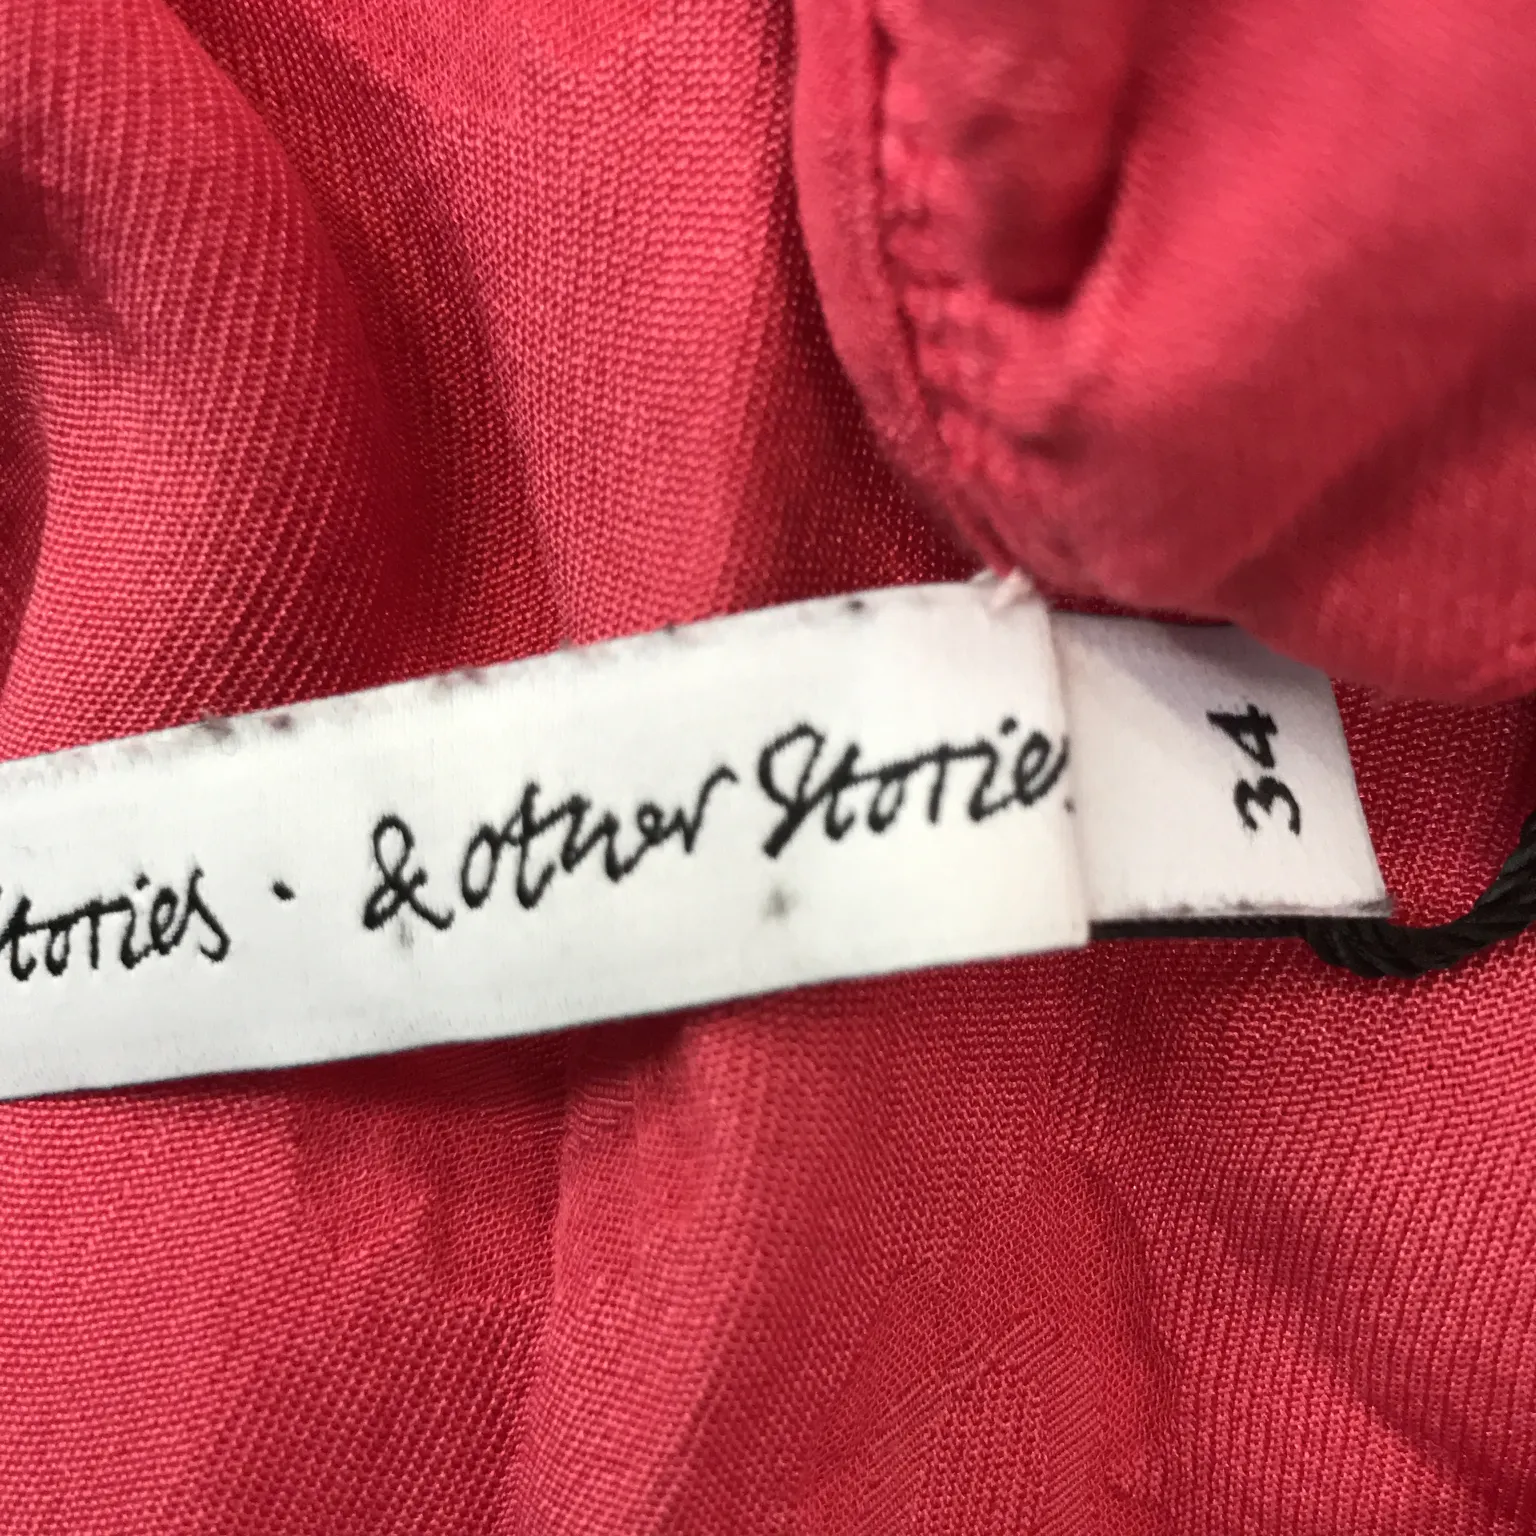 tories · & other Storie
34